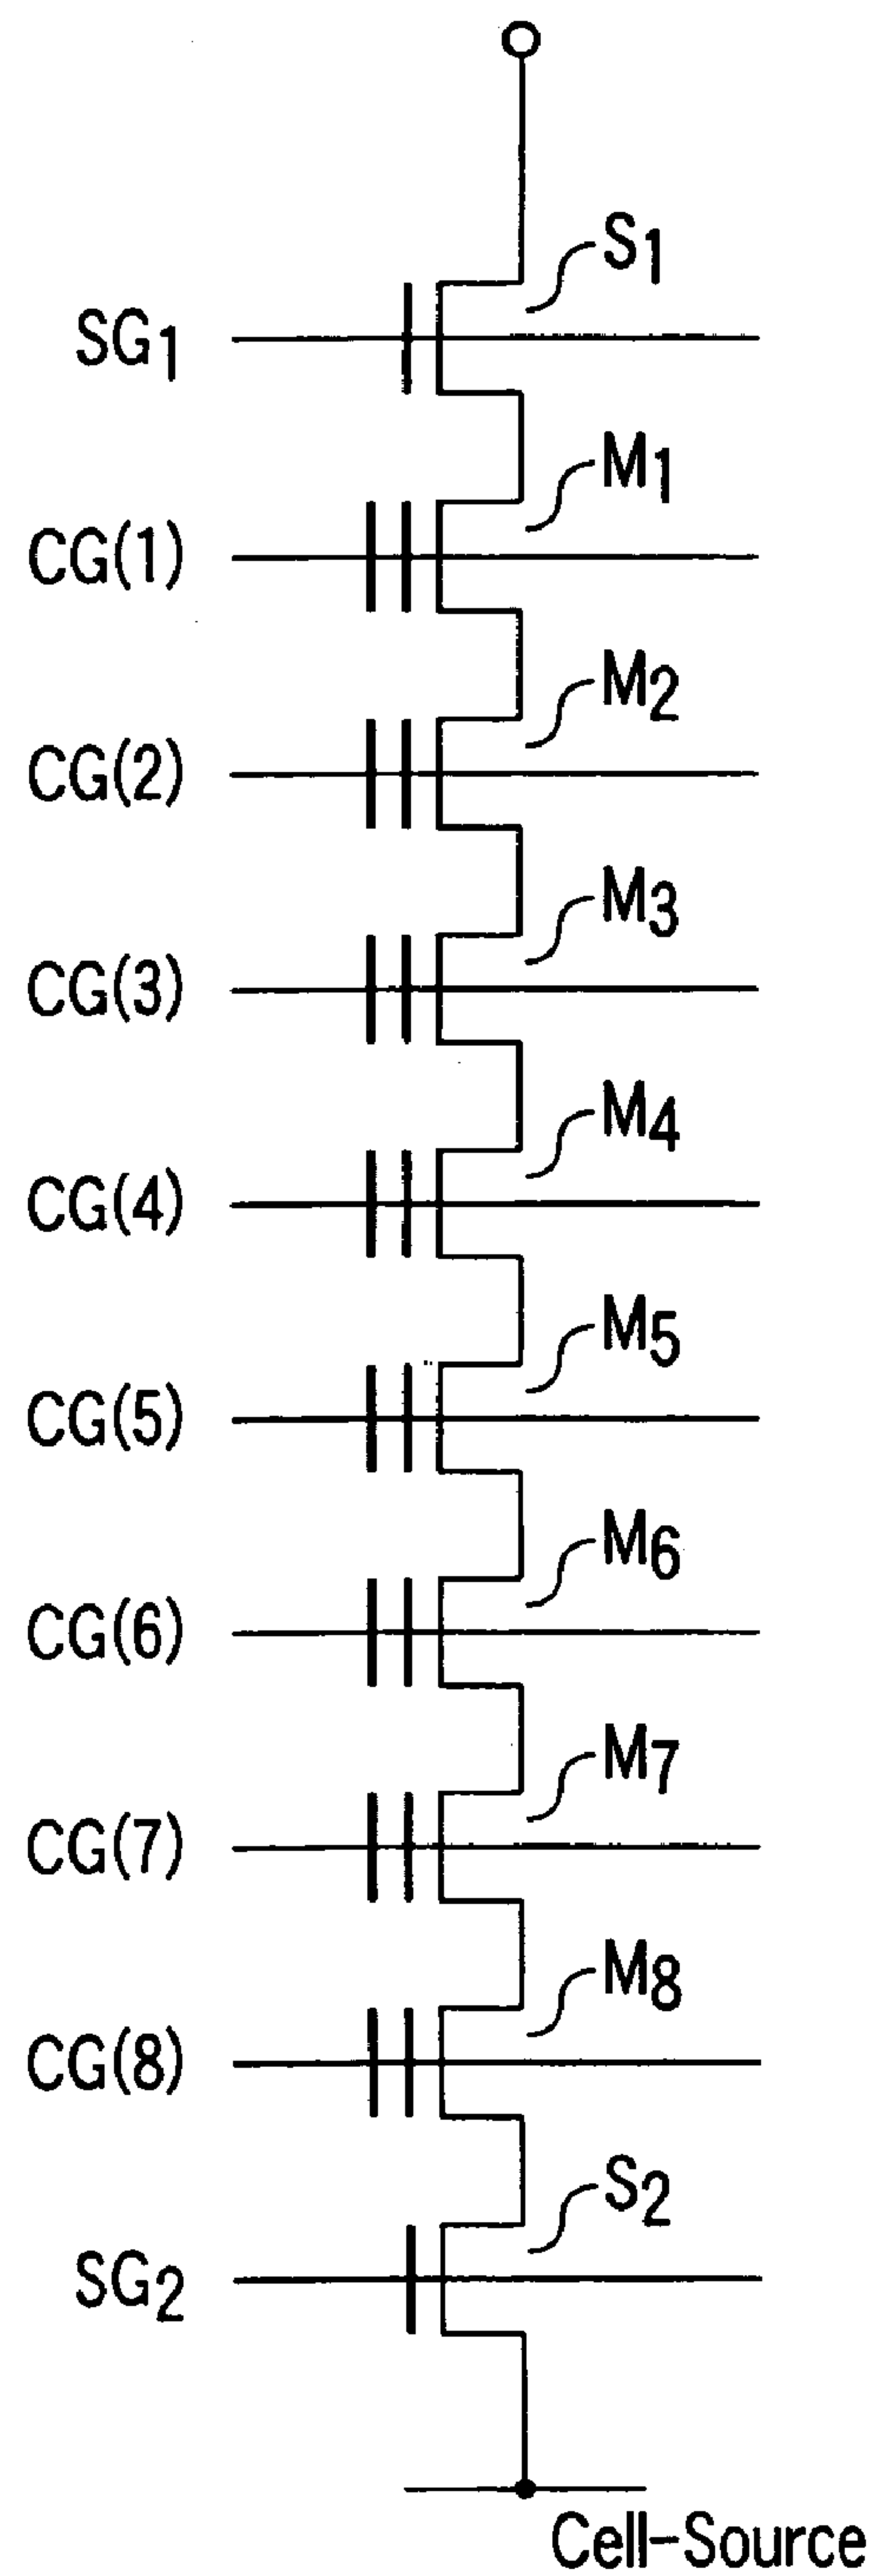 S1
SG1
M1
CG(1)
M2
CG(2)
M3
CG(3)
M4
CG(4)
M5
CG(5)
M6
CG(6)
M7
CG(7)
M8
CG(8)
S2
SG2
Cell-Source